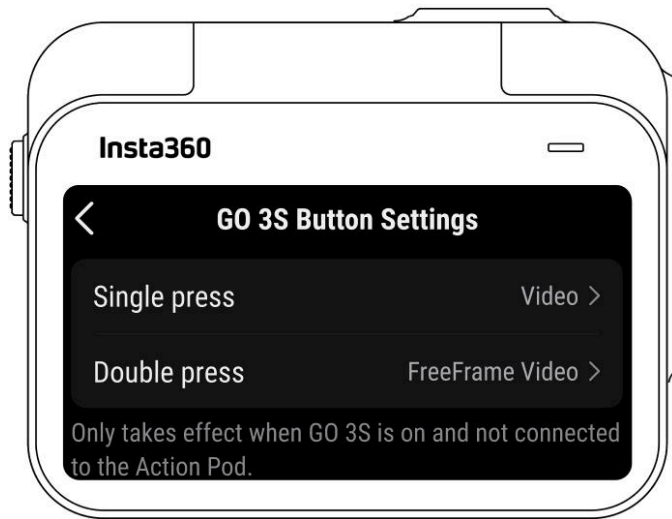 Insta360
GO 3S Button Settings
Single press
Video >
Double press
FreeFrame Video >
Only takes effect when GO 3S is on and not connected
to the Action Pod.